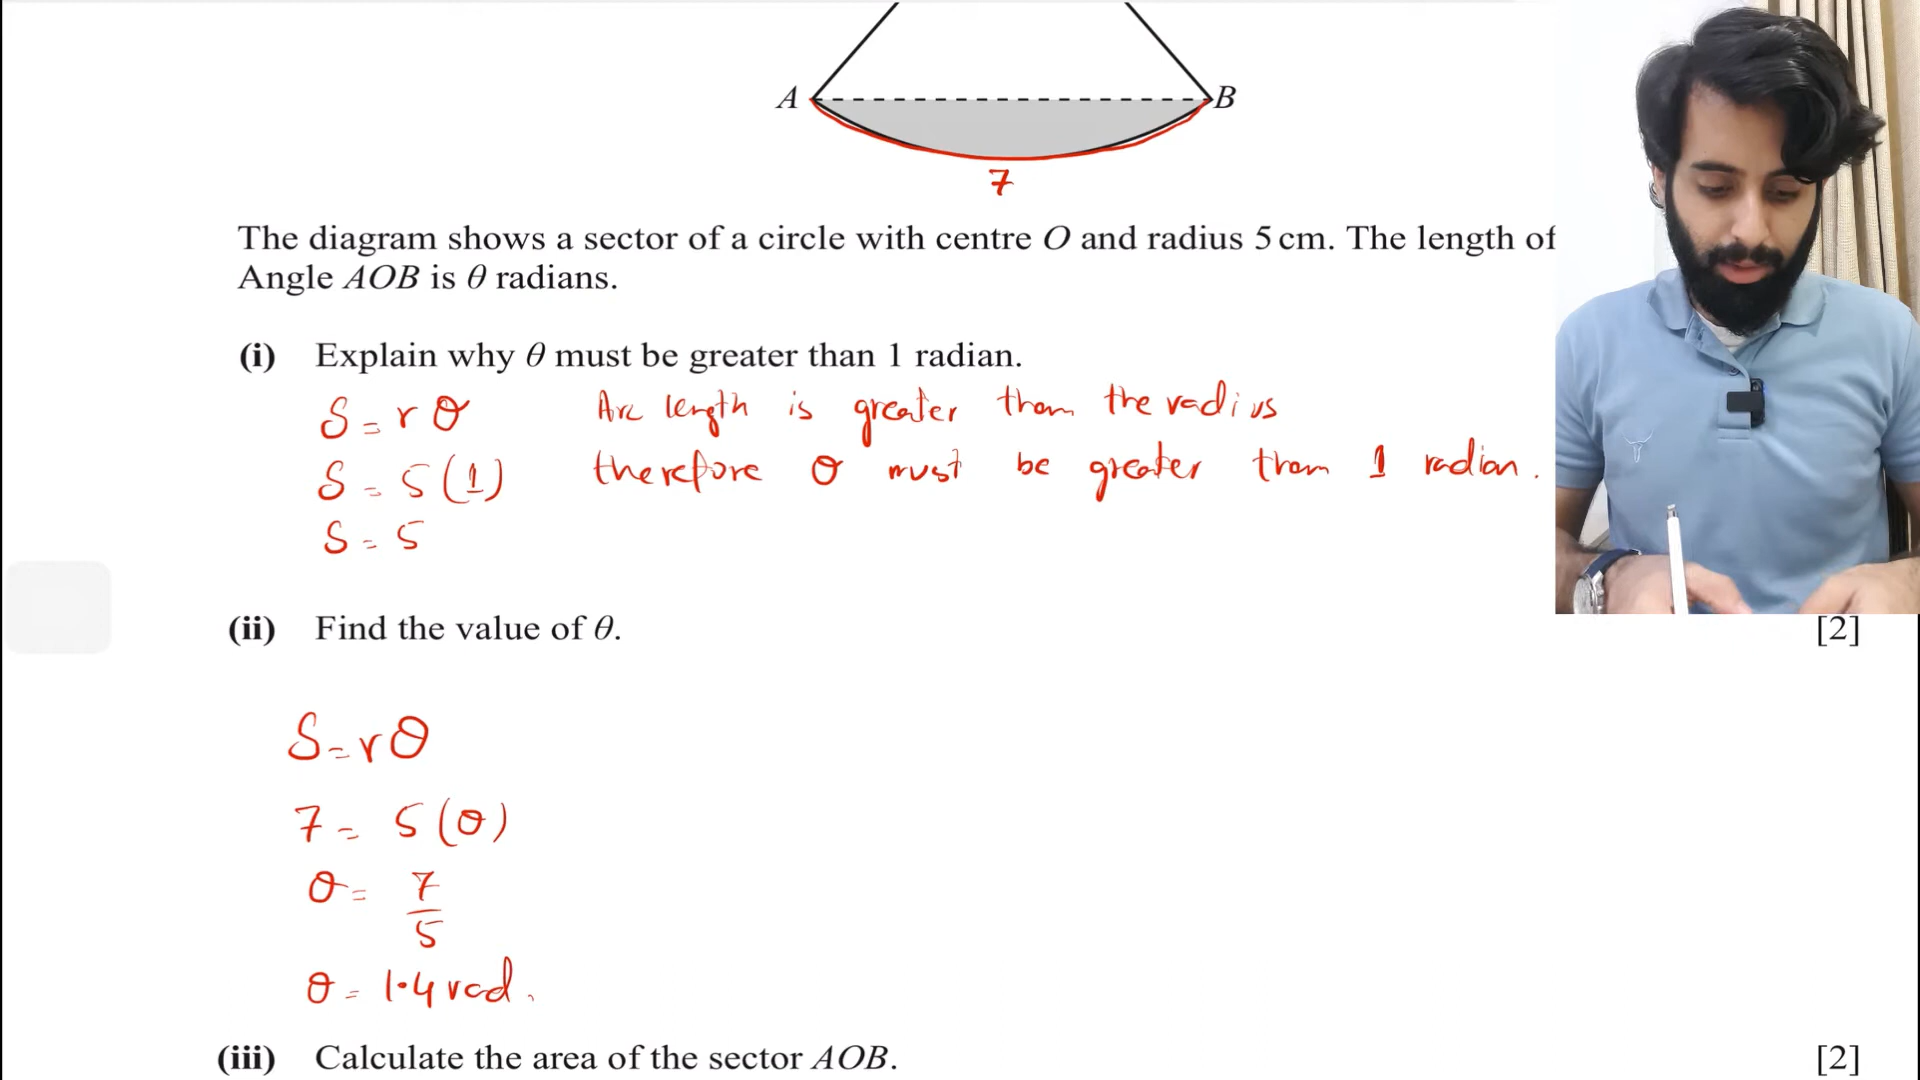 A B
7
The diagram shows a sector of a circle with centre O and radius 5 cm. The length of
Angle AOB is θ radians.
(i) Explain why θ must be greater than 1 radian.
S = rθ Arc length is greater than the radius
S = 5(1) therefore θ must be greater than 1 radian.
S = 5
(ii) Find the value of θ. [2]
S = rθ
7 = 5(θ)
θ = 7
5
θ = 1.4 rad.
(iii) Calculate the area of the sector AOB. [2]